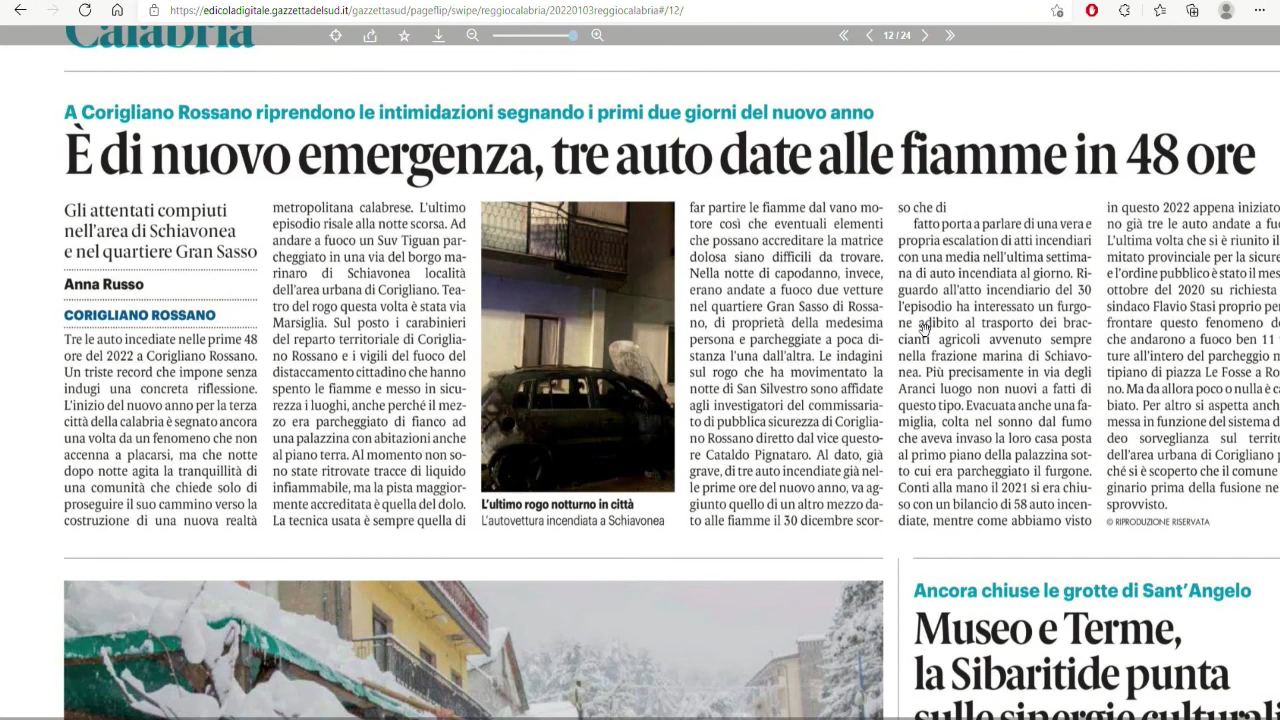 https://edicoladigitale.gazzettadelsud.it/gazzettasud/pageflip/swipe/reggiocalabria/20220103reggiocalabria#/12/
Calabria
12 / 24
A Corigliano Rossano riprendono le intimidazioni segnando i primi due giorni del nuovo anno
È di nuovo emergenza, tre auto date alle fiamme in 48 ore
Gli attentati compiuti
nell'area di Schiavonea
e nel quartiere Gran Sasso
Anna Russo
CORIGLIANO ROSSANO
Tre le auto incediate nelle prime 48
ore del 2022 a Corigliano Rossano.
Un triste record che impone senza
indugi una concreta riflessione.
L'inizio del nuovo anno per la terza
città della calabria è segnato ancora
una volta da un fenomeno che non
accenna a placarsi, ma che notte
dopo notte agita la tranquillità di
una comunità che chiede solo di
proseguire il suo cammino verso la
costruzione di una nuova realtà
metropolitana calabrese. L'ultimo
episodio risale alla notte scorsa. Ad
andare a fuoco un Suv Tiguan par-
cheggiato in una via del borgo ma-
rinaro di Schiavonea località
dell'area urbana di Corigliano. Tea-
tro del rogo questa volta è stata via
Marsiglia. Sul posto i carabinieri
del reparto territoriale di Coriglia-
no Rossano e i vigili del fuoco del
distaccamento cittadino che hanno
spento le fiamme e messo in sicu-
rezza i luoghi, anche perché il mez-
zo era parcheggiato di fianco ad
una palazzina con abitazioni anche
al piano terra. Al momento non so-
no state ritrovate tracce di liquido
infiammabile, ma la pista maggior-
mente accreditata è quella del dolo.
La tecnica usata è sempre quella di
L'ultimo rogo notturno in città
L'autovettura incendiata a Schiavonea
far partire le fiamme dal vano mo-
tore così che eventuali elementi
che possano accreditare la matrice
dolosa siano difficili da trovare.
Nella notte di capodanno, invece,
erano andate a fuoco due vetture
nel quartiere Gran Sasso di Rossa-
no, di proprietà della medesima
persona e parcheggiate a poca di-
stanza l'una dall'altra. Le indagini
sul rogo che ha movimentato la
notte di San Silvestro sono affidate
agli investigatori del commissaria-
to di pubblica sicurezza di Coriglia-
no Rossano diretto dal vice questo-
re Cataldo Pignataro. Al dato, già
grave, di tre auto incendiate già nel-
le prime ore del nuovo anno, va ag-
giunto quello di un altro mezzo da-
to alle fiamme il 30 dicembre scor-
so che di
fatto porta a parlare di una vera e
propria escalation di atti incendiari
con una media nell'ultima settima-
na di auto incendiata al giorno. Ri-
guardo all'atto incendiario del 30
l'episodio ha interessato un furgo-
ne adibito al trasporto dei brac-
cianti agricoli avvenuto sempre
nella frazione marina di Schiavo-
nea. Più precisamente in via degli
Aranci luogo non nuovi a fatti di
questo tipo. Evacuata anche una fa-
miglia, colta nel sonno dal fumo
che aveva invaso la loro casa posta
al primo piano della palazzina sot-
to cui era parcheggiato il furgone.
Conti alla mano il 2021 si era chiu-
so con un bilancio di 58 auto incen-
diate, mentre come abbiamo visto
in questo 2022 appena iniziato
no già tre le auto andate a fu
L'ultima volta che si è riunito il
mitato provinciale per la sicure
e l'ordine pubblico è stato il mes
ottobre del 2020 su richiesta
sindaco Flavio Stasi proprio per
frontare questo fenomeno d
che andarono a fuoco ben 11
ture all'intero del parcheggio m
tipiano di piazza Le Fosse a Ro
no. Ma da allora poco o nulla è c
biato. Per altro si aspetta anch
messa in funzione del sistema d
deo sorveglianza sul territo
dell'area urbana di Corigliano p
ché si è scoperto che il comune
ginario prima della fusione ne
sprovvisto.
© RIPRODUZIONE RISERVATA
Ancora chiuse le grotte di Sant'Angelo
Museo e Terme,
la Sibaritide punta
sulle sinergie culturali